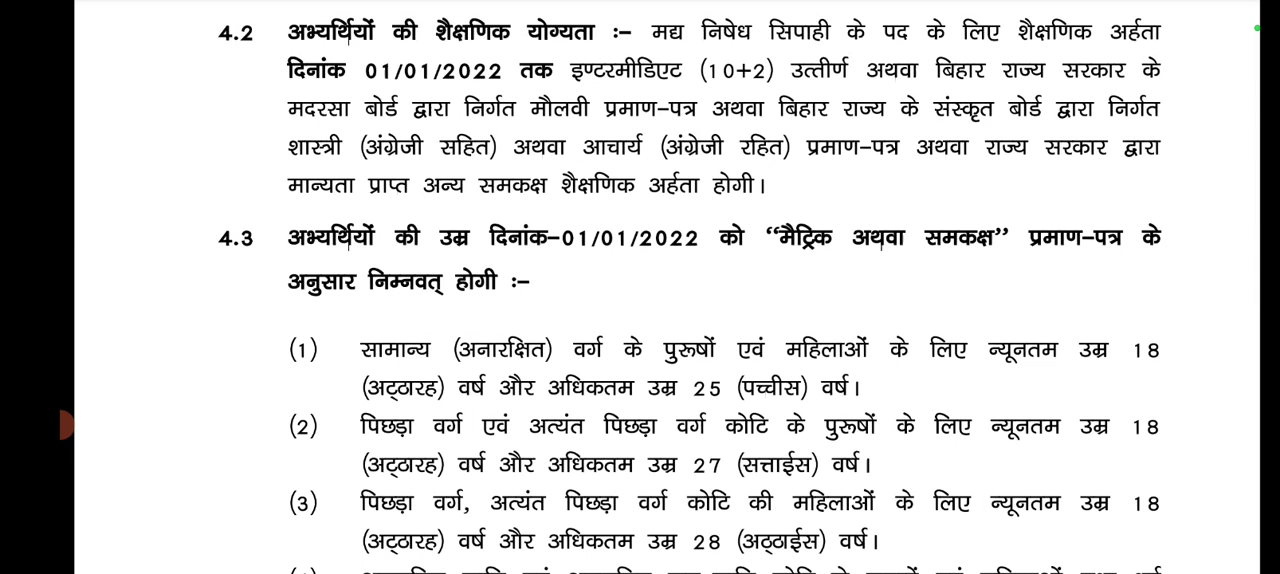 4.2 अभ्यर्थियों की शैक्षणिक योग्यता :– मद्य निषेध सिपाही के पद के लिए शैक्षणिक अर्हता
दिनांक 01/01/2022 तक इण्टरमीडिएट (10+2) उत्तीर्ण अथवा बिहार राज्य सरकार के
मदरसा बोर्ड द्वारा निर्गत मौलवी प्रमाण–पत्र अथवा बिहार राज्य के संस्कृत बोर्ड द्वारा निर्गत
शास्त्री (अंग्रेजी सहित) अथवा आचार्य (अंग्रेजी रहित) प्रमाण–पत्र अथवा राज्य सरकार द्वारा
मान्यता प्राप्त अन्य समकक्ष शैक्षणिक अर्हता होगी।
4.3 अभ्यर्थियों की उम्र दिनांक–01/01/2022 को “मैट्रिक अथवा समकक्ष” प्रमाण–पत्र के
अनुसार निम्नवत् होगी :–
(1) सामान्य (अनारक्षित) वर्ग के पुरूषों एवं महिलाओं के लिए न्यूनतम उम्र 18
(अट्ठारह) वर्ष और अधिकतम उम्र 25 (पच्चीस) वर्ष।
(2) पिछड़ा वर्ग एवं अत्यंत पिछड़ा वर्ग कोटि के पुरूषों के लिए न्यूनतम उम्र 18
(अट्ठारह) वर्ष और अधिकतम उम्र 27 (सत्ताईस) वर्ष।
(3) पिछड़ा वर्ग, अत्यंत पिछड़ा वर्ग कोटि की महिलाओं के लिए न्यूनतम उम्र 18
(अट्ठारह) वर्ष और अधिकतम उम्र 28 (अट्ठाईस) वर्ष।